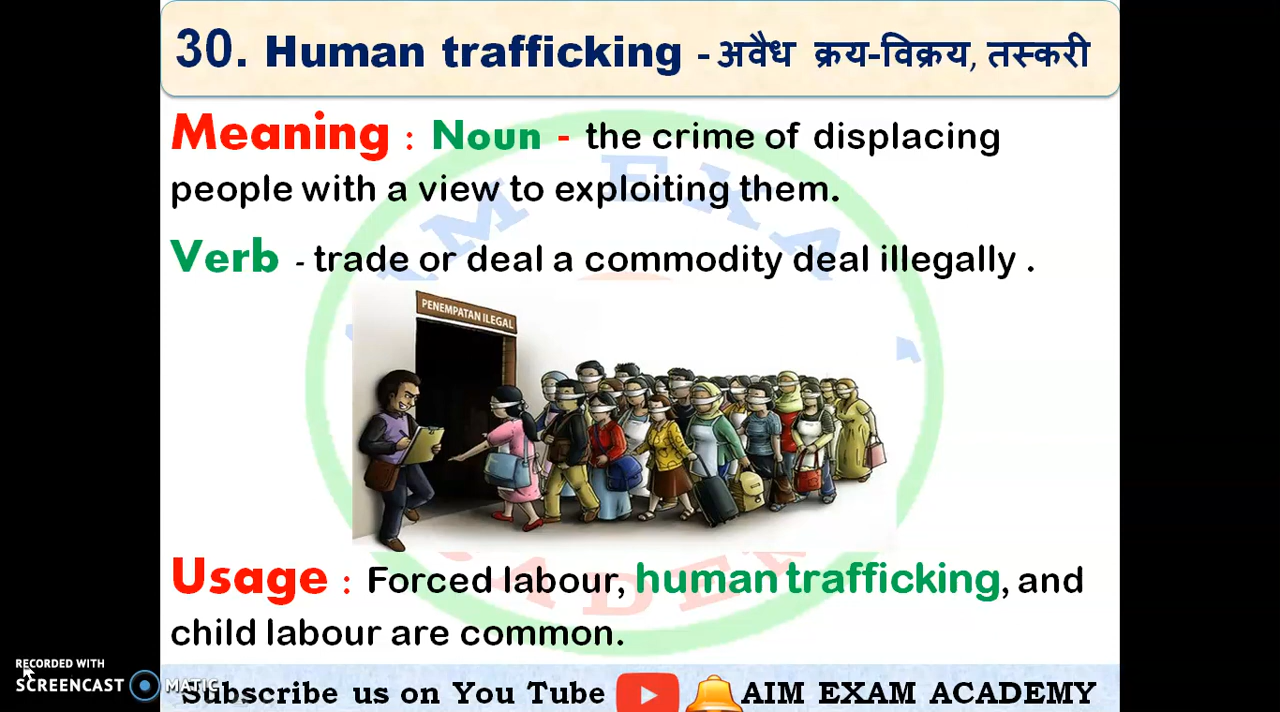 30. Human trafficking - अवैध क्रय-विक्रय, तस्करी
Meaning : Noun - the crime of displacing
people with a view to exploiting them.
Verb - trade or deal a commodity deal illegally .
PENEMPATAN ILEGAL
Usage : Forced labour, human trafficking, and
child labour are common.
RECORDED WITH
SCREENCAST MATIC
Subscribe us on You Tube AIM EXAM ACADEMY